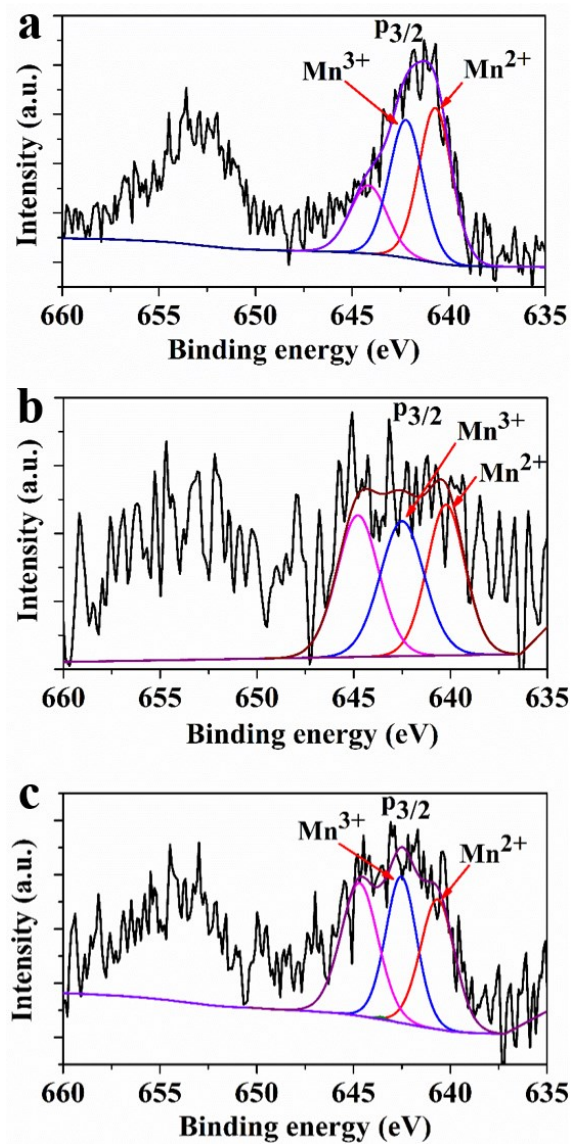 a
p3/2
Mn3+
Mn2+
Intensity (a.u.)
660 655 650 645 640 635
Binding energy (eV)
b
p3/2
Mn3+
Mn2+
Intensity (a.u.)
660 655 650 645 640 635
Binding energy (eV)
c
p3/2
Mn3+
Mn2+
Intensity (a.u.)
660 655 650 645 640 635
Binding energy (eV)